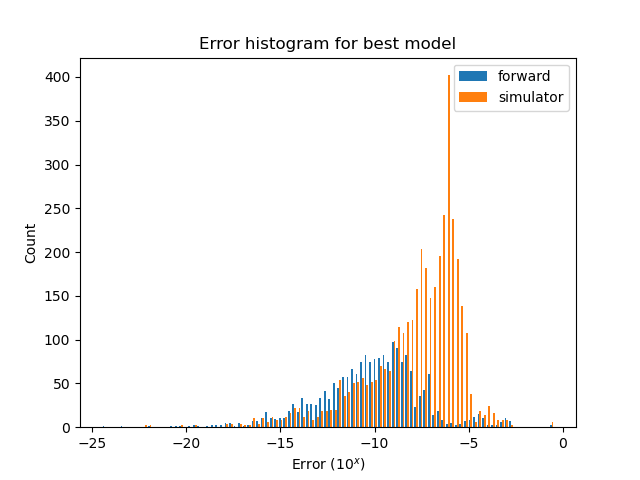 Error histogram for best model
forward
simulator
400
350
300
250
200
150
100
50
0
Count
−25 −20 −15 −10 −5 0
Error (10^x)